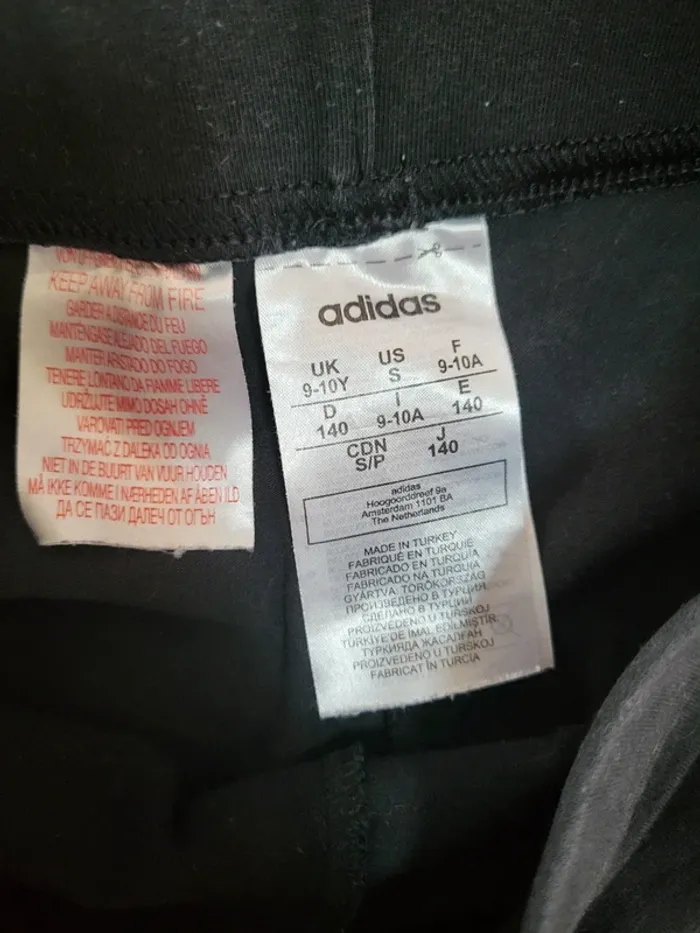 KEEP AWAY FROM FIRE
GARDER A DISTANCE DU FEU
MANTÉNGASE ALEJADO DEL FUEGO
MANTER AFASTADO DO FOGO
TENERE LONTANO DA FIAMME LIBERE
UDRŽUJTE MIMO DOSAH OHNĚ
VAROVATI PRED OGNJEM
TRZYMAĆ Z DALEKA OD OGNIA
NIET IN DE BUURT VAN VUUR HOUDEN
MÅ IKKE KOMME I NÆRHEDEN AF ÅBEN ILD
ДА СЕ ПАЗИ ДАЛЕЧ ОТ ОГЪН
adidas
UK US F
9-10Y S 9-10A
D I E
140 9-10A 140
CDN J
S/P 140
adidas
Hoogoorddreef 9a
Amsterdam 1101 BA
The Netherlands
MADE IN TURKEY
FABRIQUÉ EN TURQUIE
FABRICADO EN TURQUÍA
FABRICADO NA TURQUIA
GYÁRTVA: TÖRÖKORSZÁG
ПРОИЗВЕДЕНО В ТУРЦИЯ
СДЕЛАНО В ТУРЦИИ
PROIZVEDENO U TURSKOJ
TÜRKİYE'DE İMAL EDİLMİŞTİR
ТҮРКИЯДА ЖАСАЛҒАН
PROIZVEDENO U TURSKOJ
FABRICAT ÎN TURCIA